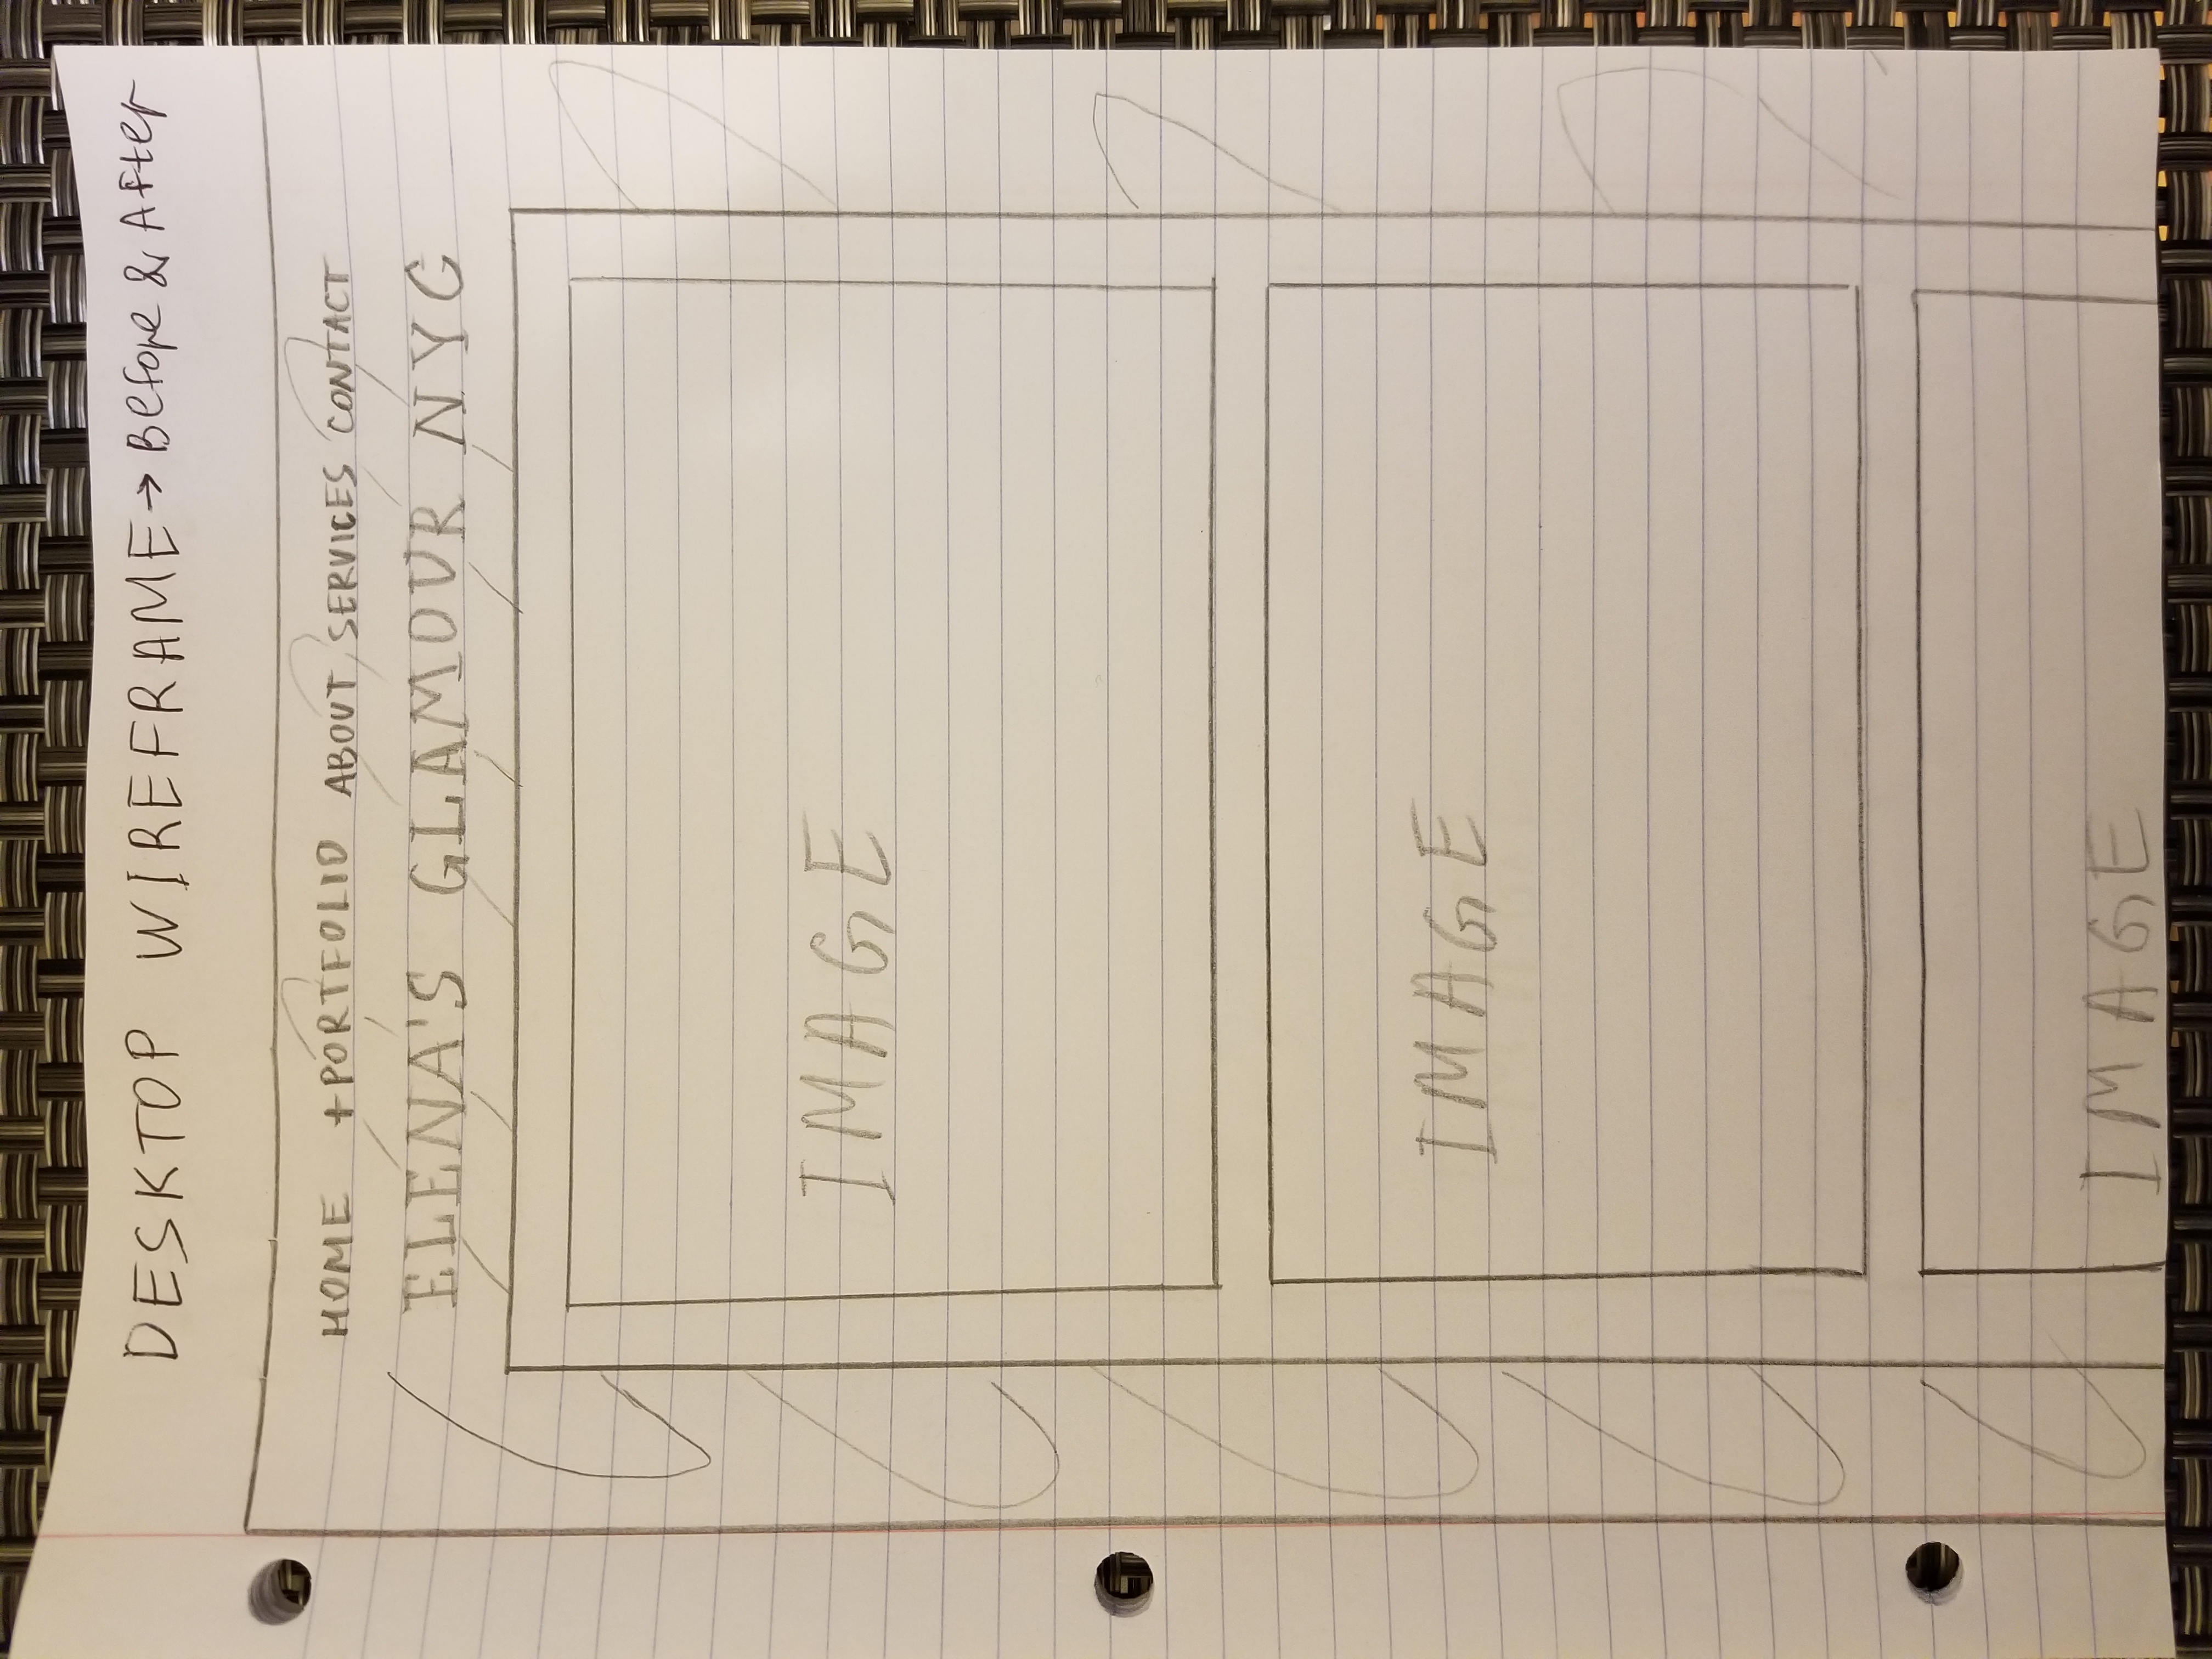 DESKTOP WIREFRAME → Before & After
HOME +PORTFOLIO ABOUT SERVICES CONTACT
ELENA'S GLAMOUR NYC
IMAGE
IMAGE
IMAGE